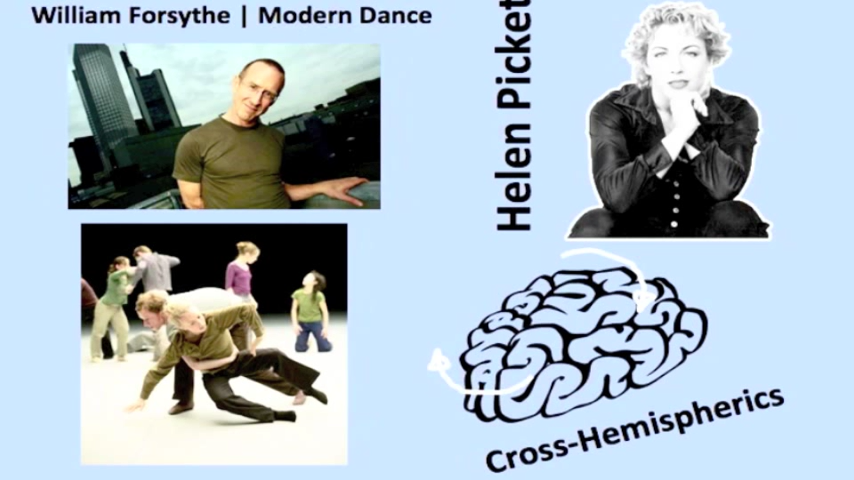 William Forsythe | Modern Dance
Helen Picket
Cross-Hemispherics